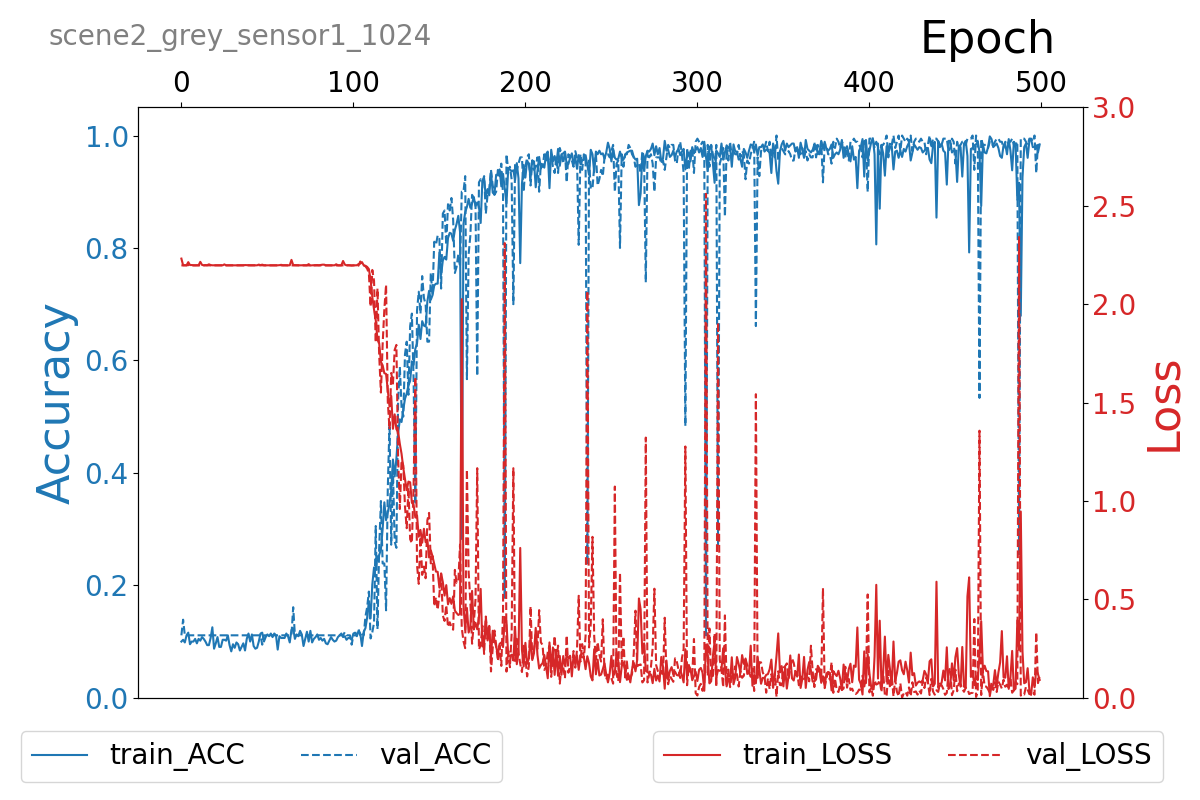 scene2_grey_sensor1_1024
Epoch
0 100 200 300 400 500
1.0 0.8 0.6 0.4 0.2 0.0
Accuracy
3.0 2.5 2.0 1.5 1.0 0.5 0.0
Loss
train_ACC val_ACC train_LOSS val_LOSS